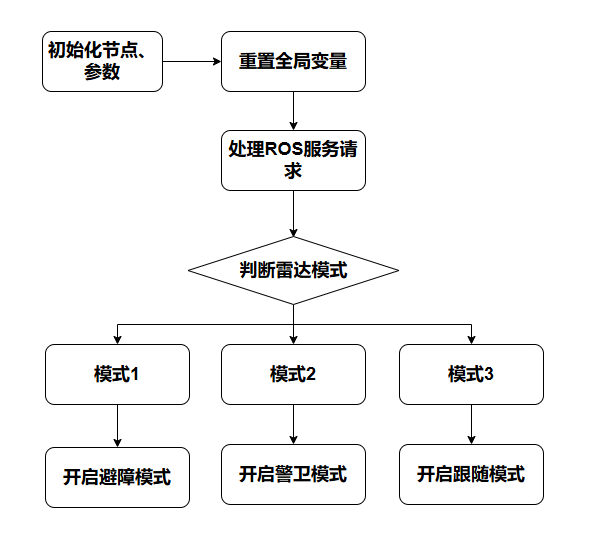 初始化节点、
参数
重置全局变量
处理ROS服务请
求
判断雷达模式
模式1
模式2
模式3
开启避障模式
开启警卫模式
开启跟随模式